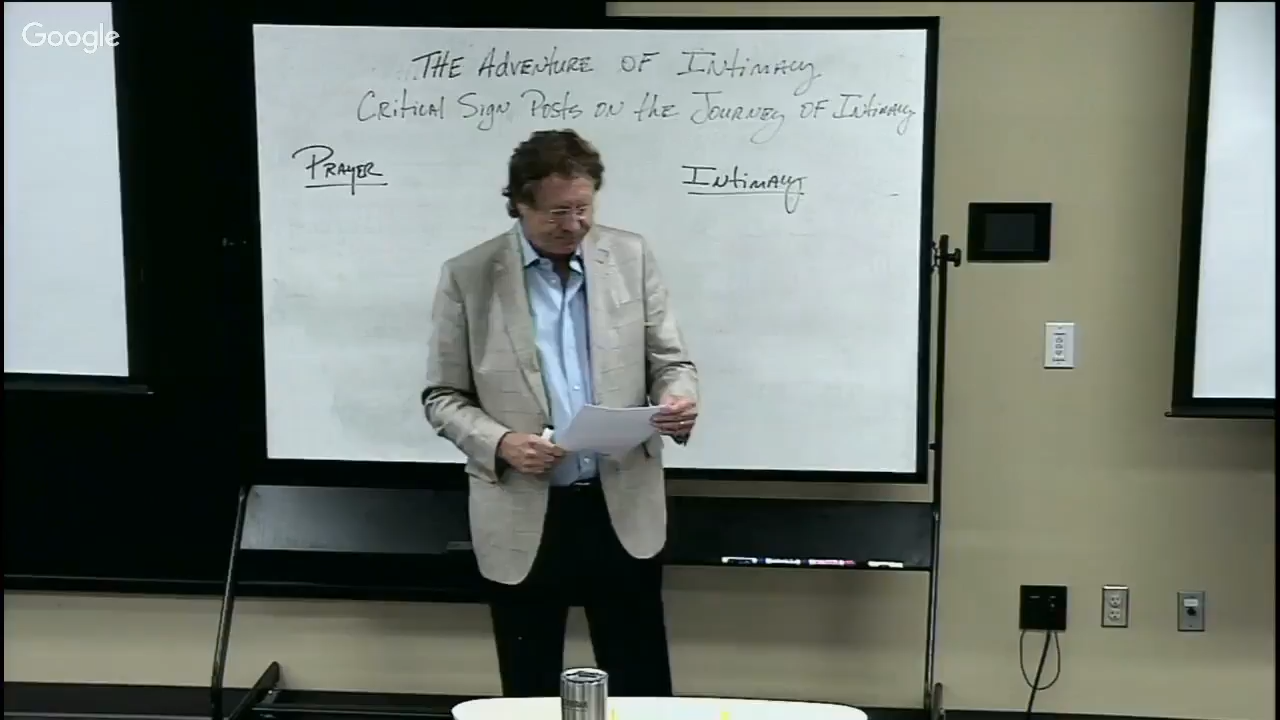 Google
THE ADVENTURE OF INTIMACY
CRITICAL SIGN POSTS ON the JOURNEY OF INTIMACY
PRAYER
INTIMACY